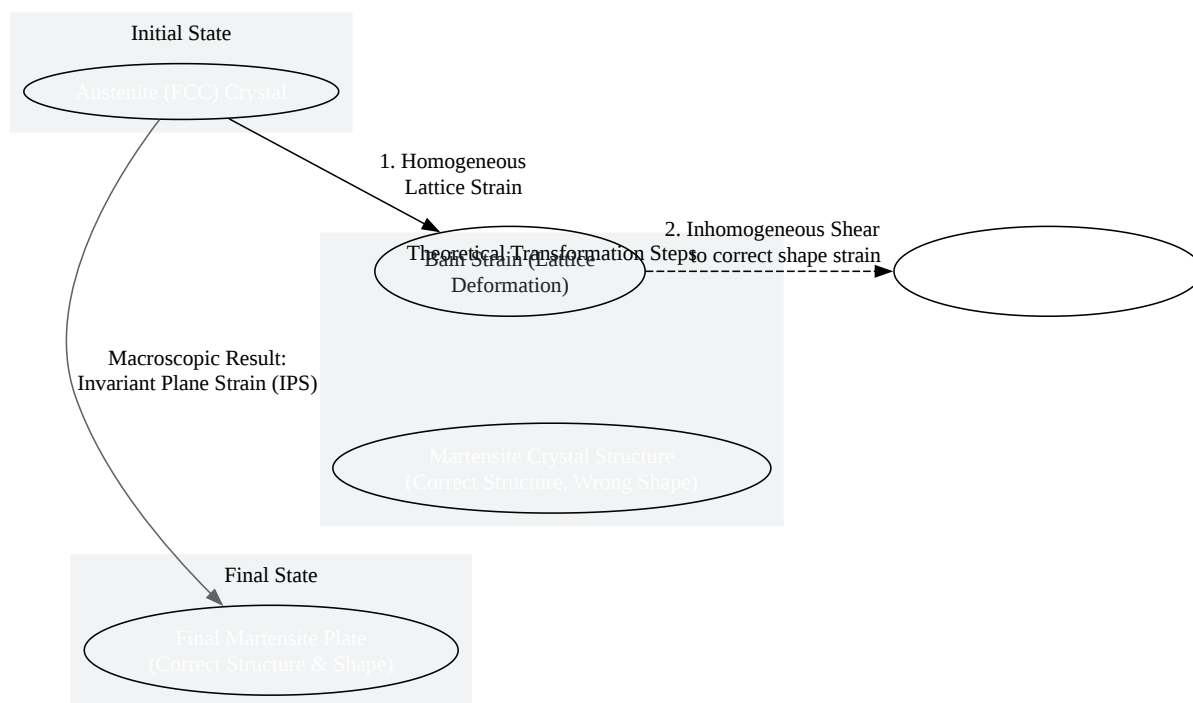 Initial State
Austenite (FCC) Crystal
1. Homogeneous
Lattice Strain
2. Inhomogeneous Shear
to correct shape strain
Theoretical Transformation Steps
Bain Strain (Lattice
Deformation)
Macroscopic Result:
Invariant Plane Strain (IPS)
Martensite Crystal Structure
(Correct Structure, Wrong Shape)
Final State
Final Martensite Plate
(Correct Structure & Shape)